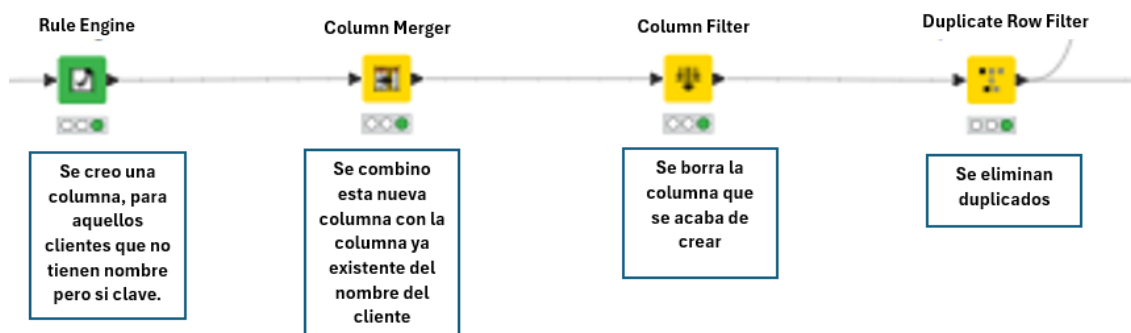 Rule Engine
Column Merger
Column Filter
Duplicate Row Filter
Se creo una
columna, para
aquellos
clientes que no
tienen nombre
pero si clave.
Se combino
esta nueva
columna con la
columna ya
existente del
nombre del
cliente
Se borra la
columna que
se acaba de
crear
Se eliminan
duplicados